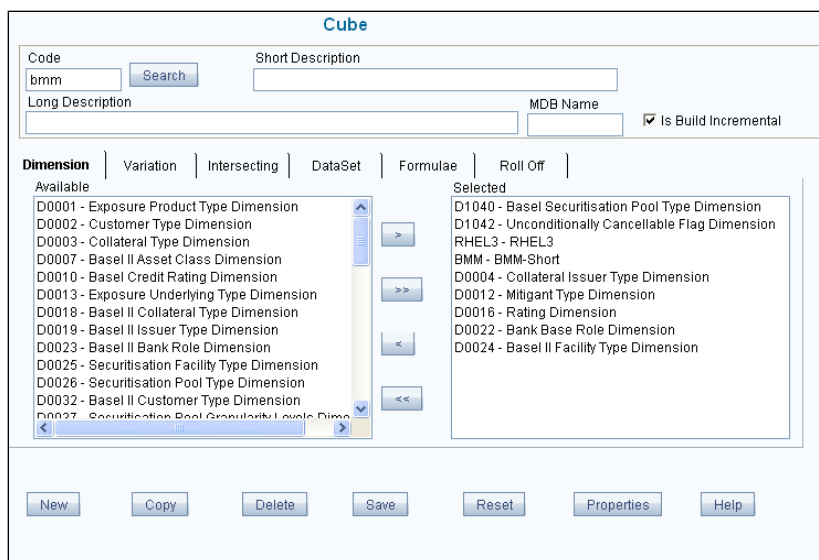 Cube
Code
Short Description
bmm
Search
Long Description
MDB Name
Is Build Incremental
Dimension
Variation
Intersecting
DataSet
Formulae
Roll Off
Available
D0001 - Exposure Product Type Dimension
D0002 - Customer Type Dimension
D0003 - Collateral Type Dimension
D0007 - Basel II Asset Class Dimension
D0010 - Basel Credit Rating Dimension
D0013 - Exposure Underlying Type Dimension
D0018 - Basel II Collateral Type Dimension
D0019 - Basel II Issuer Type Dimension
D0023 - Basel II Bank Role Dimension
D0025 - Securitisation Facility Type Dimension
D0026 - Securitisation Pool Type Dimension
D0032 - Basel II Customer Type Dimension
D0037 - Securitisation Pool Granularity Levels Dime
>
>>
<
<<
Selected
D1040 - Basel Securitisation Pool Type Dimension
D1042 - Unconditionally Cancellable Flag Dimension
RHEL3 - RHEL3
BMM - BMM-Short
D0004 - Collateral Issuer Type Dimension
D0012 - Mitigant Type Dimension
D0016 - Rating Dimension
D0022 - Bank Base Role Dimension
D0024 - Basel II Facility Type Dimension
New
Copy
Delete
Save
Reset
Properties
Help